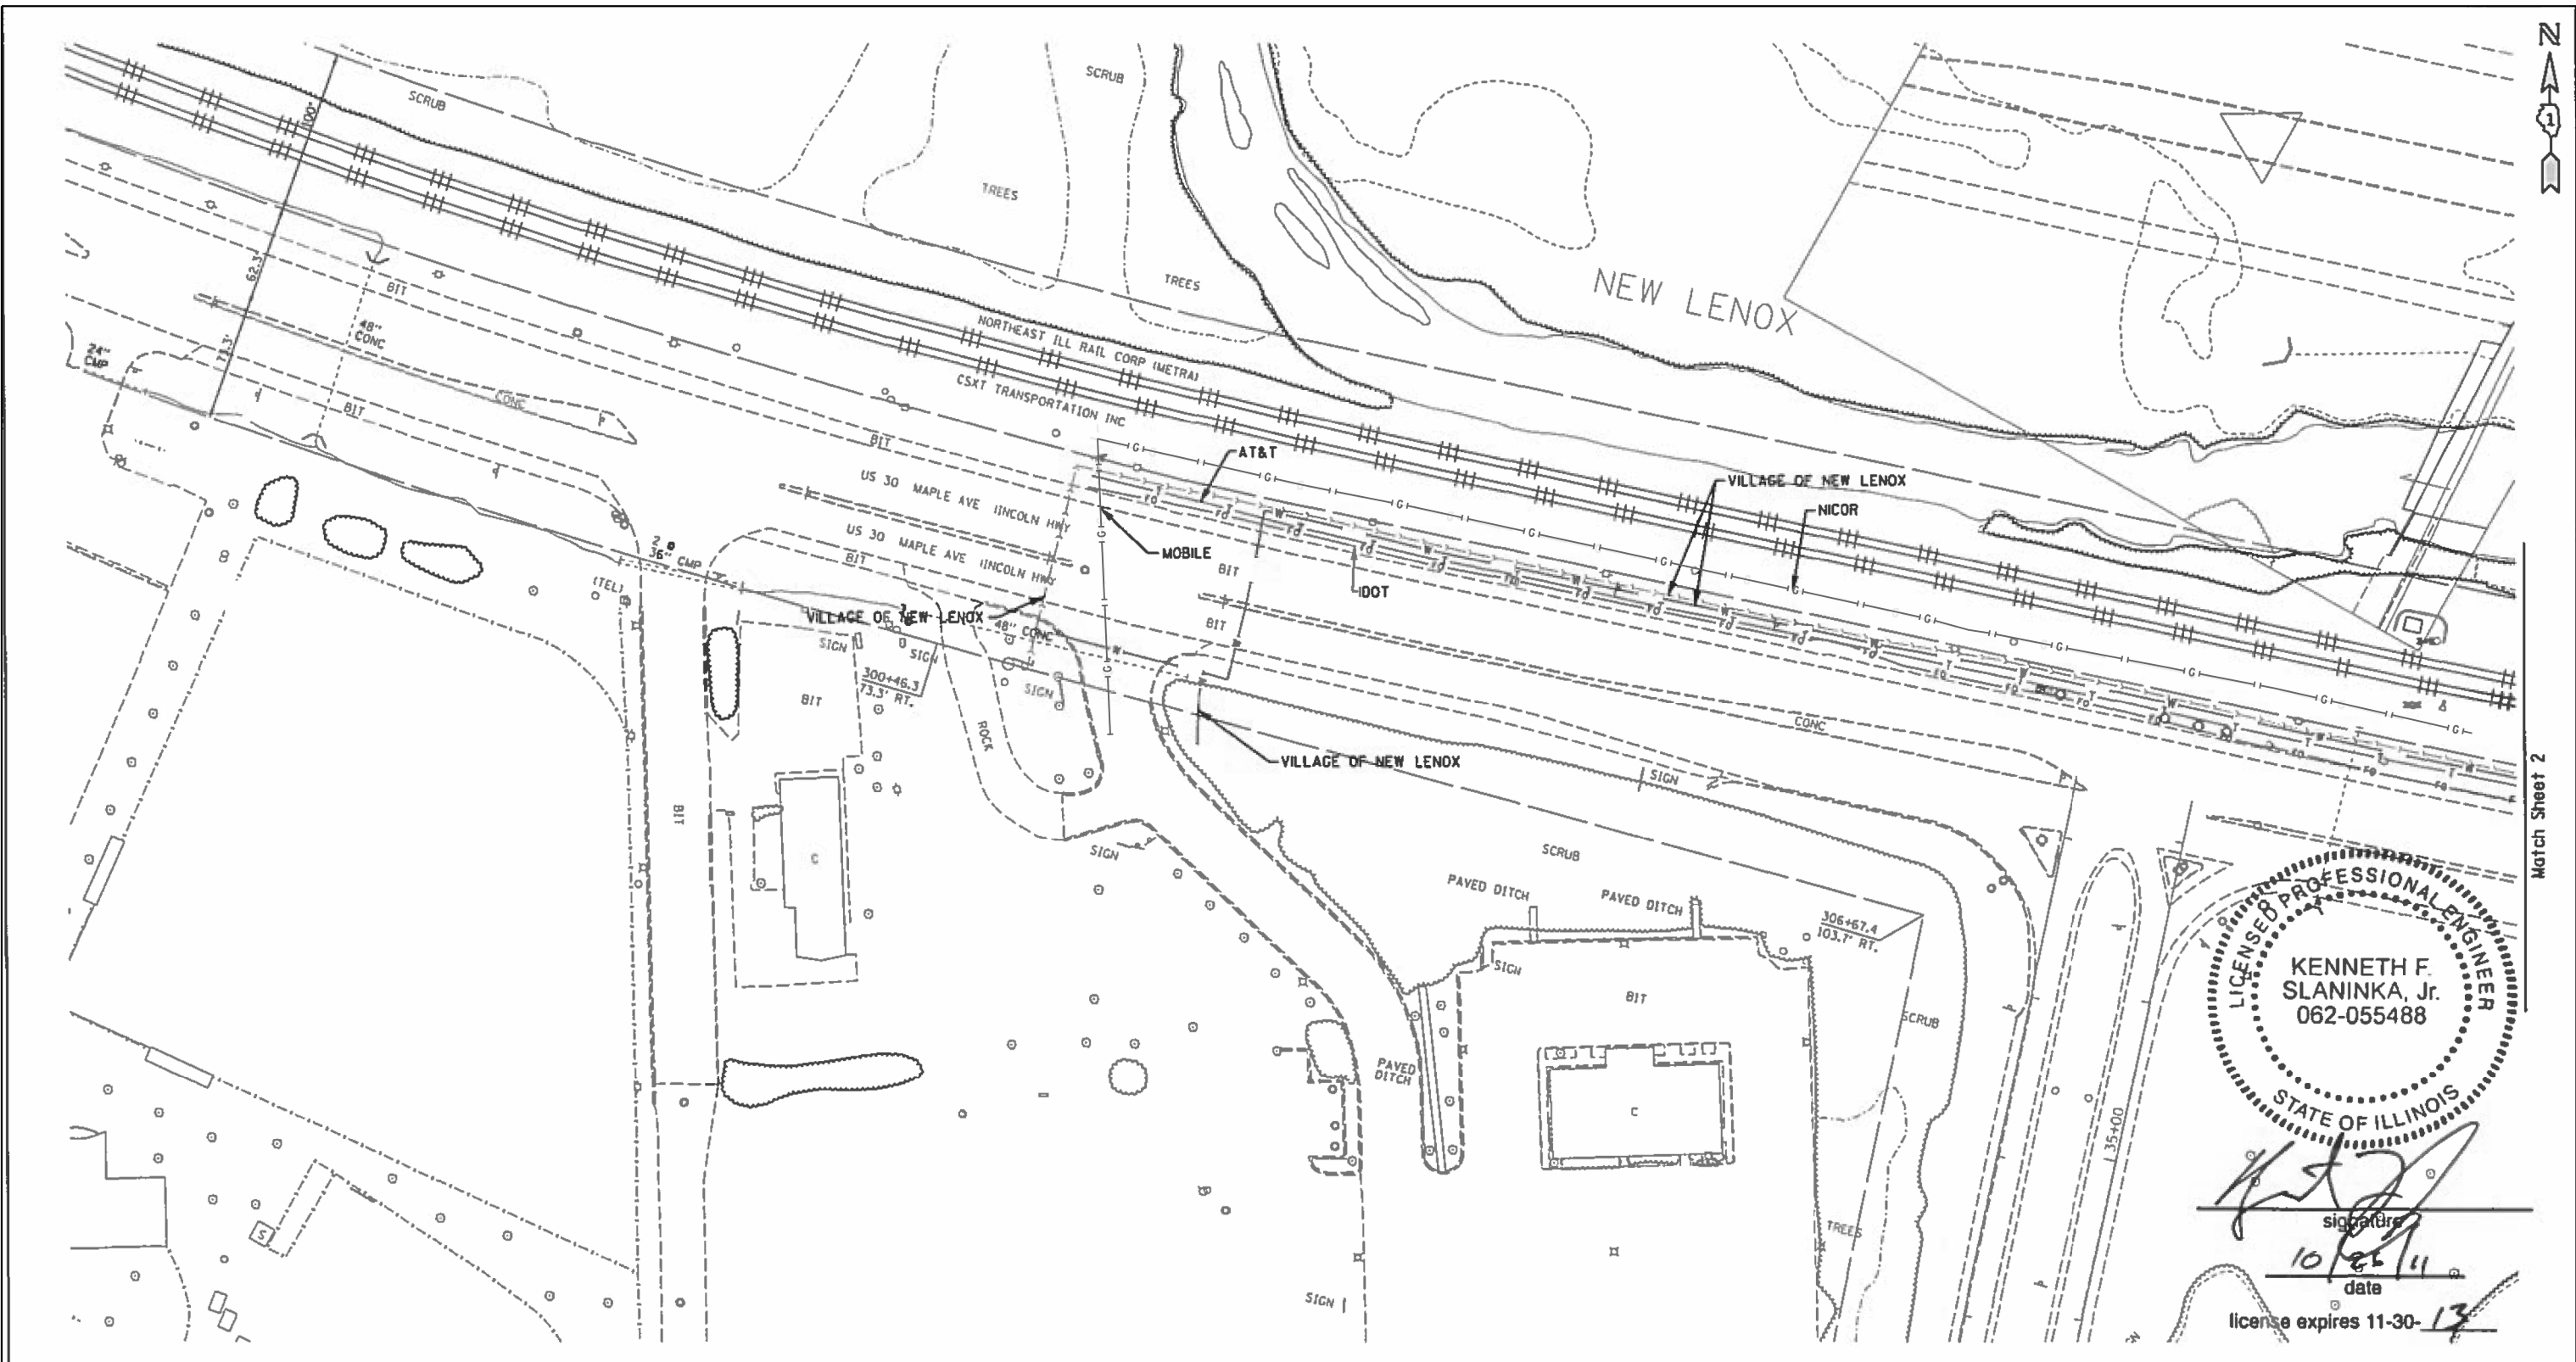 N
1
SCRUB
SCRUB
100'
TREES
TREES
62.3'
BIT
48"
CONC
73.3'
24"
CMP
BIT
CONC
NEW LENOX
NORTHEAST ILL RAIL CORP (METRA)
CSXT TRANSPORTATION INC
BIT
AT&T
US 30 MAPLE AVE LINCOLN HWY
VILLAGE OF NEW LENOX
NICOR
US 30 MAPLE AVE LINCOLN HWY
BIT
MOBILE
BIT
IDOT
36" CMP
(TEL)
VILLAGE OF NEW LENOX
48" CONC
BIT
SIGN
SIGN
300+46.3
73.3' RT.
SIGN
BIT
ROCK
CONC
VILLAGE OF NEW LENOX
SIGN
Match Sheet 2
BIT
C
SIGN
SCRUB
PAVED DITCH
PAVED DITCH
306+67.4
103.7' RT.
SIGN
BIT
SCRUB
PAVED
DITCH
C
135+00
TREES
S
SIGN
LICENSED PROFESSIONAL ENGINEER
KENNETH F.
SLANINKA, Jr.
062-055488
STATE OF ILLINOIS
signature
10/26/11
date
license expires 11-30-13